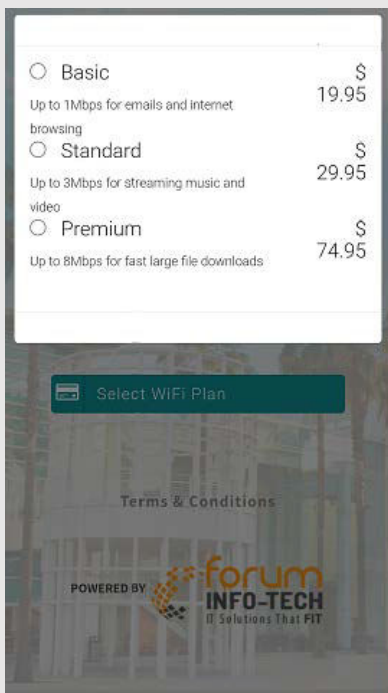 Basic
$
19.95
Up to 1Mbps for emails and internet
browsing
Standard
$
29.95
Up to 3Mbps for streaming music and
video
Premium
$
74.95
Up to 8Mbps for fast large file downloads
Select WiFi Plan
Terms & Conditions
POWERED BY
forum
INFO-TECH
IT Solutions That FIT